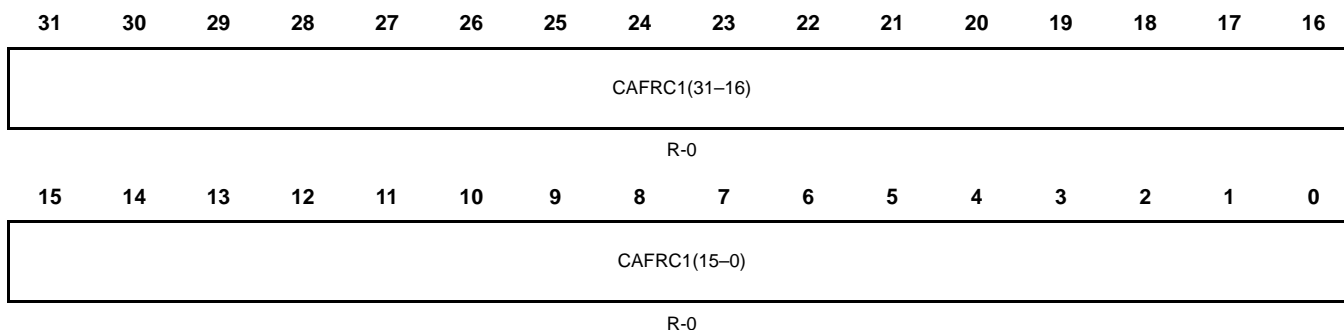 31 30 29 28 27 26 25 24 23 22 21 20 19 18 17 16
CAFRC1(31–16)
R-0
15 14 13 12 11 10 9 8 7 6 5 4 3 2 1 0
CAFRC1(15–0)
R-0